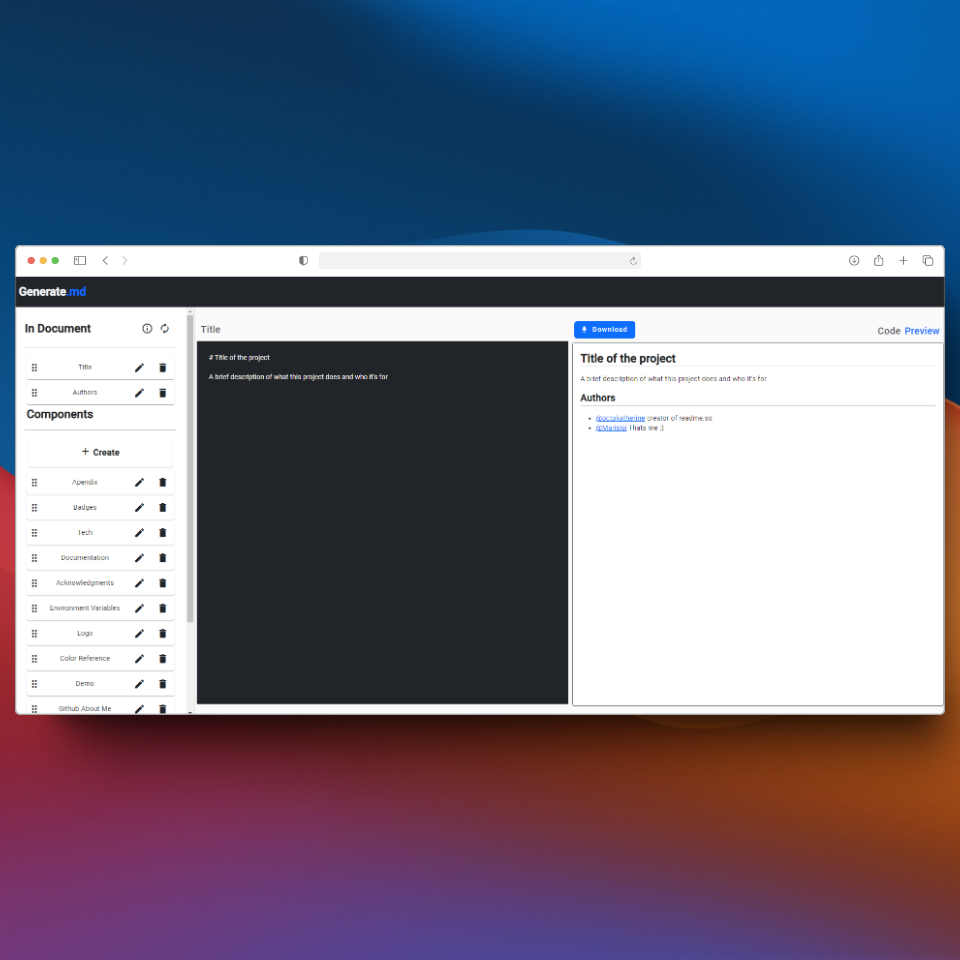 Generate.md
In Document
Title
Authors
Components
+ Create
Apendix
Badges
Tech
Documentation
Acknowledgments
Environment Variables
Logo
Color Reference
Demo
Github About Me
Title
# Title of the project
A brief description of what this project does and who it's for
Download
Code Preview
Title of the project
A brief description of what this project does and who it's for
Authors
@octokatherine creator of readme.so
Thats me :)